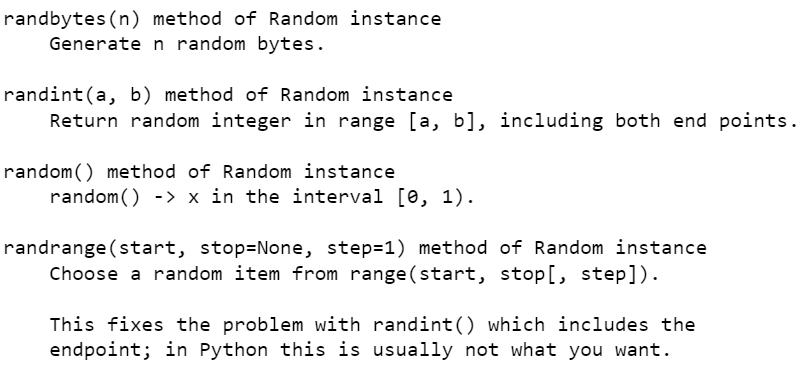 randbytes(n) method of Random instance
    Generate n random bytes.

randint(a, b) method of Random instance
    Return random integer in range [a, b], including both end points.

random() method of Random instance
    random() -> x in the interval [0, 1).

randrange(start, stop=None, step=1) method of Random instance
    Choose a random item from range(start, stop[, step]).

    This fixes the problem with randint() which includes the
    endpoint; in Python this is usually not what you want.